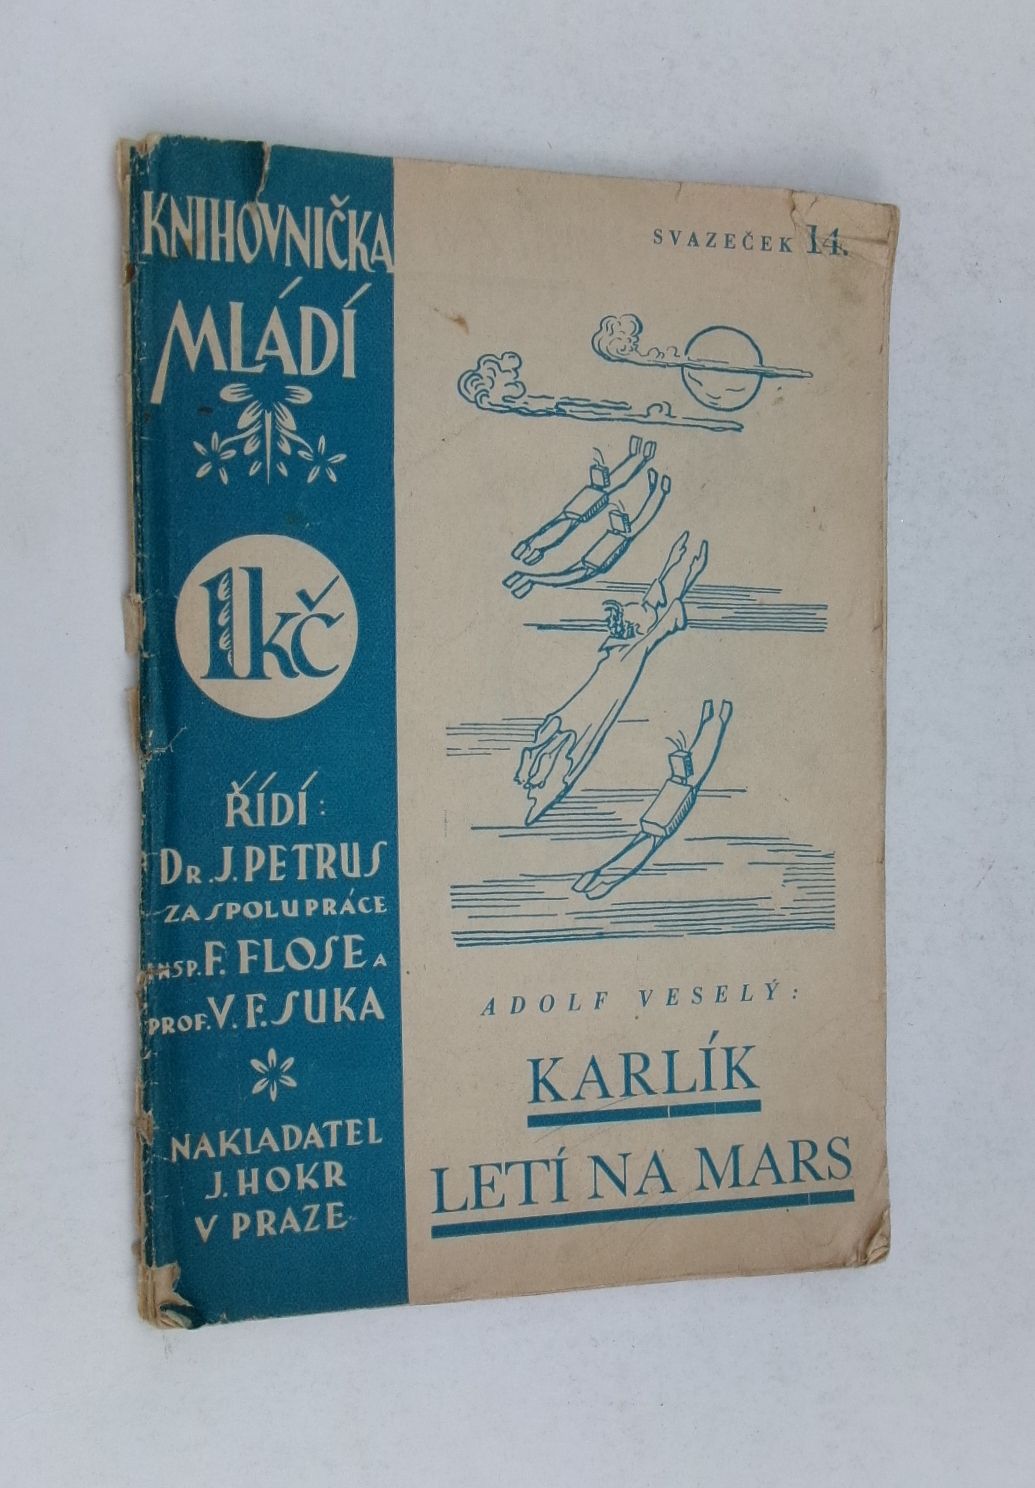 KNIHOVNIČKA
MLÁDÍ
1 kč
ŘÍDÍ:
DR. J. PETRUS
ZA SPOLUPRÁCE
INSP. F. FLOSE A
PROF. V. F. SUKA
NAKLADATEL
J. HOKR
V PRAZE
SVAZEČEK 14.
ADOLF VESELÝ:
KARLÍK
LETÍ NA MARS